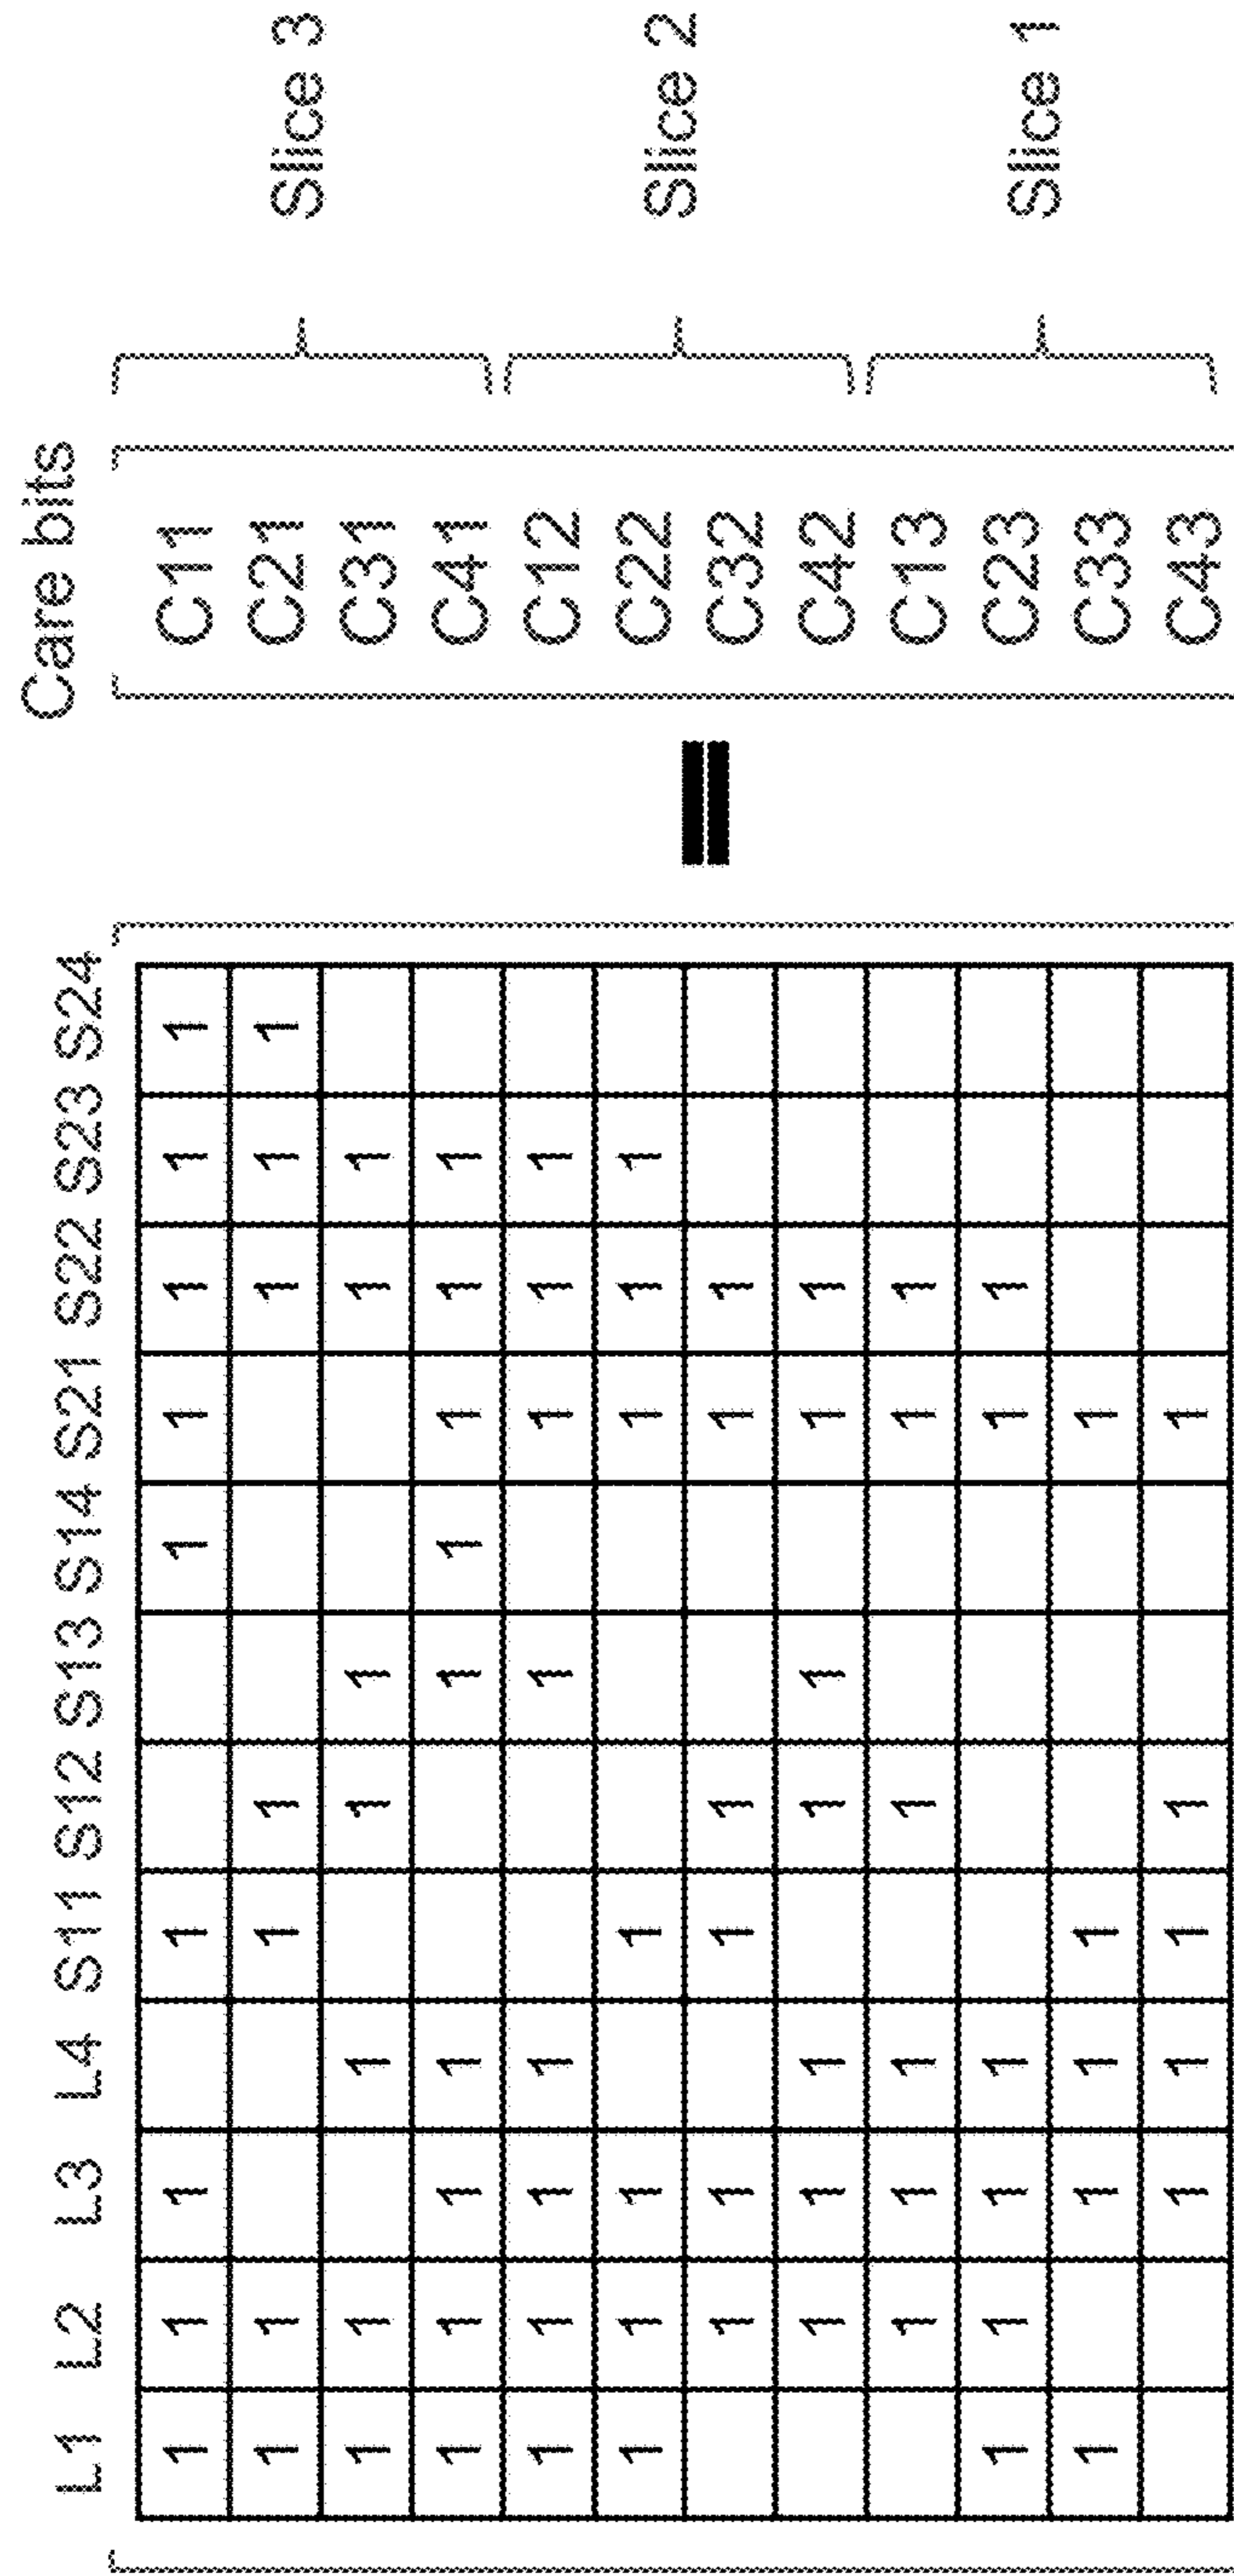 Care bits
L1 L2 L3 L4 S11 S12 S13 S14 S21 S22 S23 S24
1 1 1 1 1 1 1 1 1 C11
1 1 1 1 1 1 1 C21
Slice 3
1 1 1 1 1 1 1 C31
1 1 1 1 1 1 1 1 1 C41
1 1 1 1 1 1 1 1 C12
1 1 1 1 1 1 1 C22
Slice 2
1 1 1 1 1 1 = C32
1 1 1 1 1 1 1 C42
1 1 1 1 1 1 C13
1 1 1 1 1 1 C23
Slice 1
1 1 1 1 1 C33
1 1 1 1 1 C43